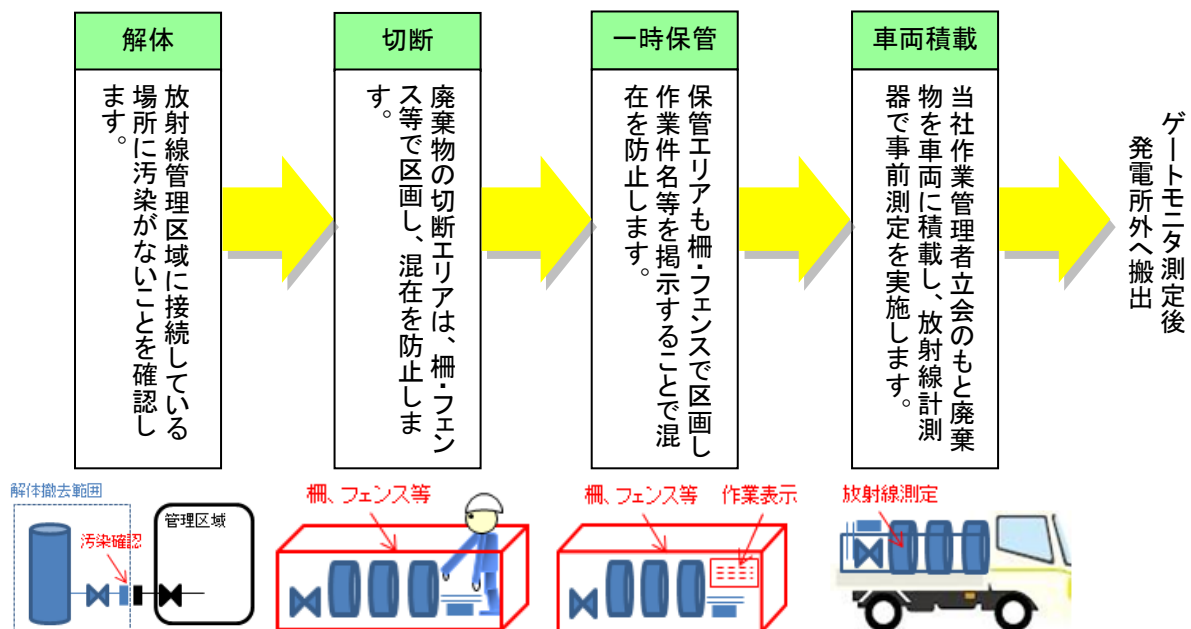 解体
放射線管理区域に接続している
場所に汚染がないことを確認し
ます。
切断
廃棄物の切断エリアは、柵・フェン
ス等で区画し、混在を防止しま
す。
一時保管
保管エリアも柵・フェンスで区画し
作業件名等を掲示することで混
在を防止します。
車両積載
当社作業管理者立会のもと廃棄
物を車両に積載し、放射線計測
器で事前測定を実施します。
ゲートモニタ測定後
発電所外へ搬出
解体撤去範囲
汚染確認
管理区域
柵、フェンス等
柵、フェンス等
作業表示
放射線測定